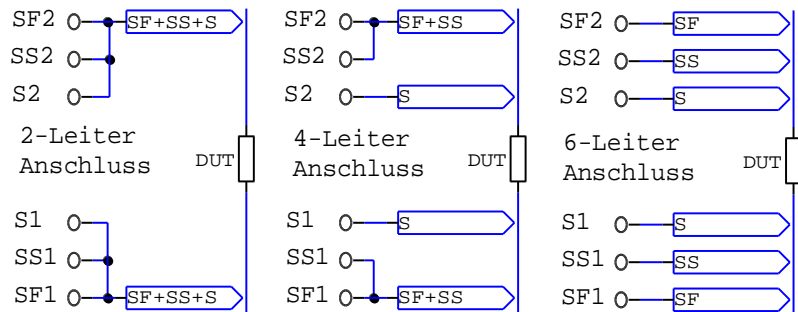 SF2 SF+SS+S
SS2
S2
2-Leiter
Anschluss
DUT
S1
SS1
SF1 SF+SS+S
SF2 SF+SS
SS2
S2 S
4-Leiter
Anschluss
DUT
S1 S
SS1
SF1 SF+SS
SF2 SF
SS2 SS
S2 S
6-Leiter
Anschluss
DUT
S1 S
SS1 SS
SF1 SF